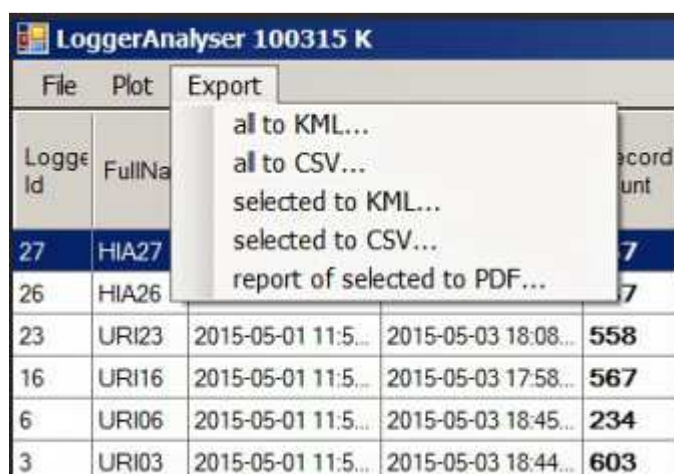 LoggerAnalyser 100315 K
File Plot Export
all to KML...
all to CSV...
selected to KML...
selected to CSV...
report of selected to PDF...
Logge
Id
FullNa
ecord
unt
27 HIA27 7
26 HIA26 7
23 URI23 2015-05-01 11:5... 2015-05-03 18:08... 558
16 URI16 2015-05-01 11:5... 2015-05-03 17:58... 567
6 URI06 2015-05-01 11:5... 2015-05-03 18:45... 234
3 URI03 2015-05-01 11:5... 2015-05-03 18:44... 603